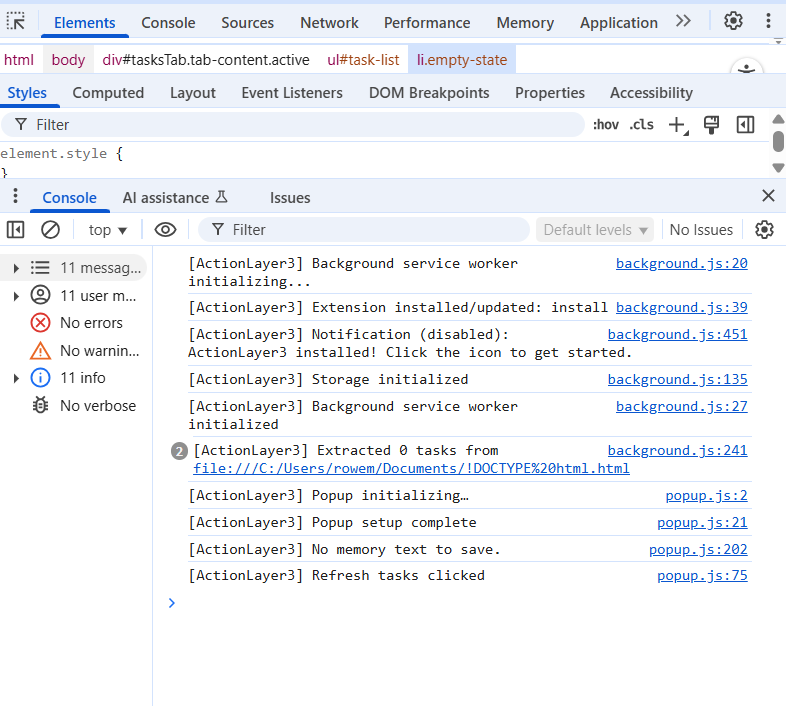 Elements Console Sources Network Performance Memory Application
html body div#tasksTab.tab-content.active ul#task-list li.empty-state
Styles Computed Layout Event Listeners DOM Breakpoints Properties Accessibility
Filter :hov .cls
element.style {
}
Console AI assistance Issues
top Filter Default levels No Issues
11 messag...
11 user m...
No errors
No warnin...
11 info
No verbose
[ActionLayer3] Background service worker background.js:20
initializing...
[ActionLayer3] Extension installed/updated: install background.js:39
[ActionLayer3] Notification (disabled): background.js:451
ActionLayer3 installed! Click the icon to get started.
[ActionLayer3] Storage initialized background.js:135
[ActionLayer3] Background service worker background.js:27
initialized
2 [ActionLayer3] Extracted 0 tasks from background.js:241
file:///C:/Users/rowem/Documents/!DOCTYPE%20html.html
[ActionLayer3] Popup initializing… popup.js:2
[ActionLayer3] Popup setup complete popup.js:21
[ActionLayer3] No memory text to save. popup.js:202
[ActionLayer3] Refresh tasks clicked popup.js:75